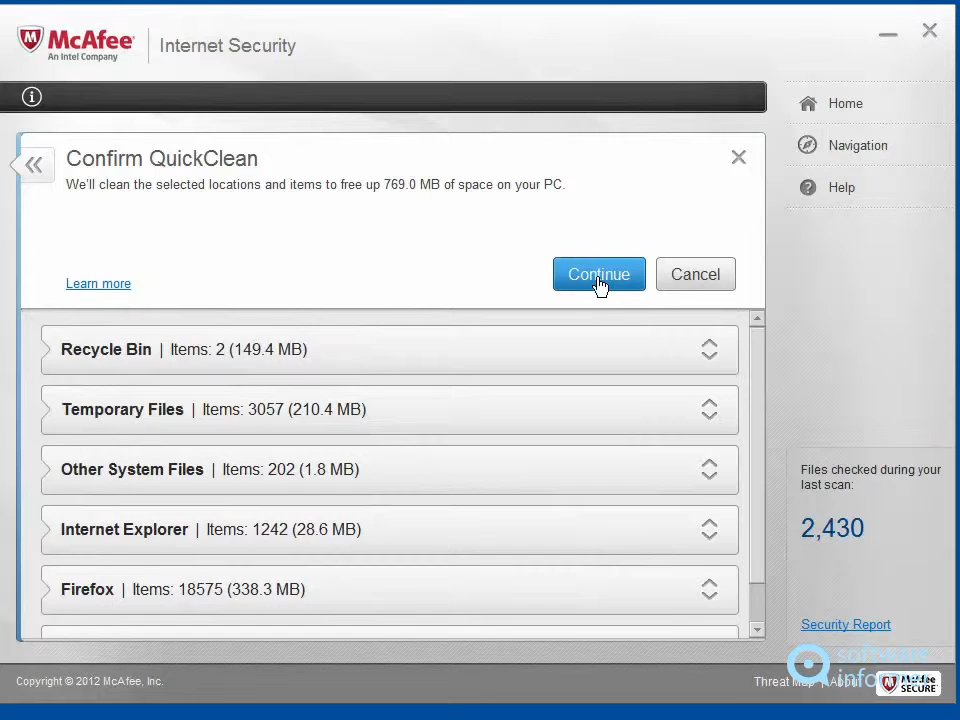 McAfee
An Intel Company
Internet Security
Home
Navigation
Help
Confirm QuickClean
We'll clean the selected locations and items to free up 769.0 MB of space on your PC.
Learn more
Continue
Cancel
Recycle Bin | Items: 2 (149.4 MB)
Temporary Files | Items: 3057 (210.4 MB)
Other System Files | Items: 202 (1.8 MB)
Internet Explorer | Items: 1242 (28.6 MB)
Firefox | Items: 18575 (338.3 MB)
Files checked during your
last scan:
2,430
Security Report
Copyright © 2012 McAfee, Inc.
Threat Map | About
software
informer
McAfee
SECURE